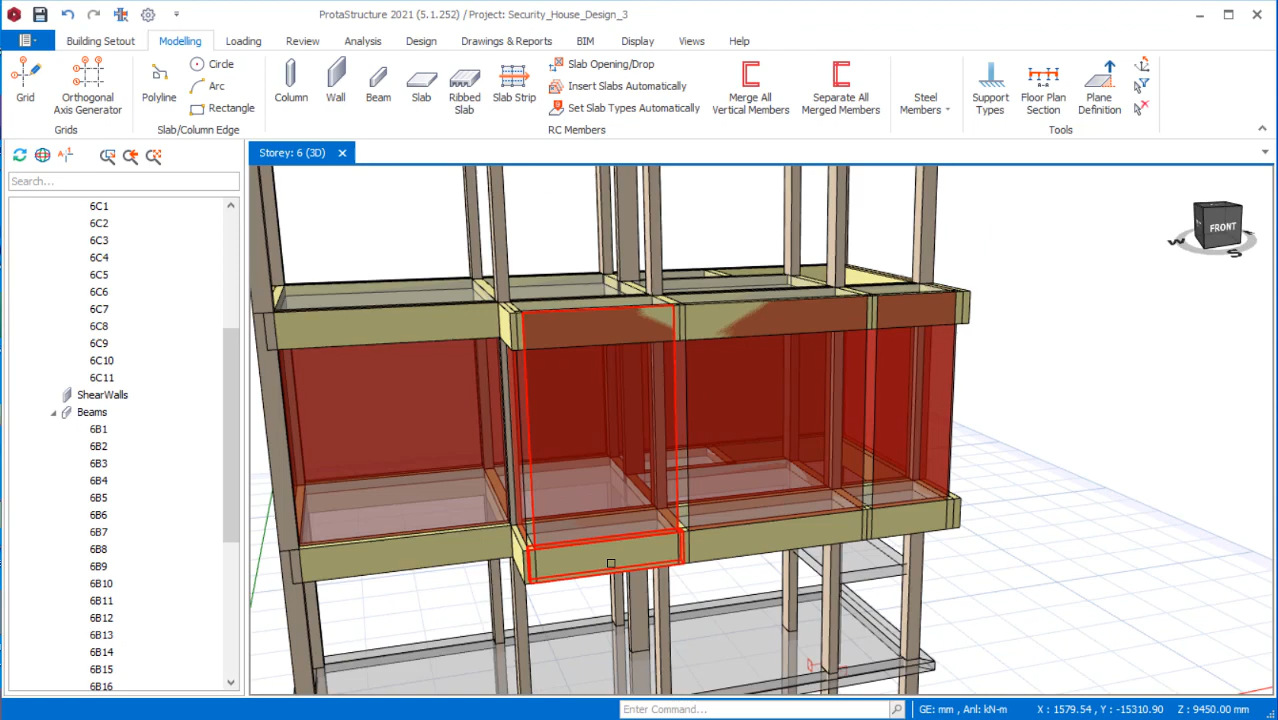 ProtaStructure 2021 (5.1.252) / Project: Security_House_Design_3
Building Setout Modelling Loading Review Analysis Design Drawings & Reports BIM Display Views Help
Grid
Orthogonal
Axis Generator
Grids
Polyline
Circle
Arc
Rectangle
Slab/Column Edge
Column
Wall
Beam
Slab
Ribbed
Slab
Slab Strip
Slab Opening/Drop
Insert Slabs Automatically
Set Slab Types Automatically
Merge All
Vertical Members
Separate All
Merged Members
RC Members
Steel
Members
Support
Types
Floor Plan
Section
Plane
Definition
Tools
Search...
6C1
6C2
6C3
6C4
6C5
6C6
6C7
6C8
6C9
6C10
6C11
ShearWalls
Beams
6B1
6B2
6B3
6B4
6B5
6B6
6B7
6B8
6B9
6B10
6B11
6B12
6B13
6B14
6B15
6B16
Storey: 6 (3D)
FRONT
W
S
Enter Command...
GE: mm , Anl: kN-m
X : 1579.54 , Y : -15310.90
Z : 9450.00 mm